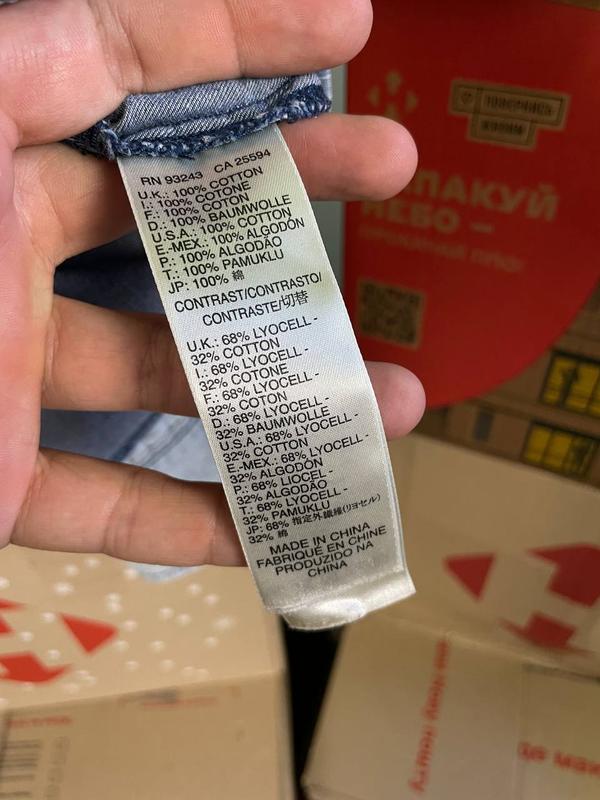 RN 93243 CA 25594
U.K.: 100% COTTON
I.: 100% COTONE
F.: 100% COTON
D.: 100% BAUMWOLLE
U.S.A.: 100% COTTON
E.-MEX.: 100% ALGODÓN
P.: 100% ALGODÃO
T.: 100% PAMUKLU
JP: 100% 綿
CONTRAST/CONTRASTO/
CONTRASTE/切替
U.K.: 68% LYOCELL -
32% COTTON
I.: 68% LYOCELL -
32% COTONE
F.: 68% LYOCELL -
32% COTON
D.: 68% LYOCELL -
32% BAUMWOLLE
U.S.A.: 68% LYOCELL -
32% COTTON
E.-MEX.: 68% LYOCELL -
32% ALGODÓN
P.: 68% LIOCEL -
32% ALGODÃO
T.: 68% LYOCELL -
32% PAMUKLU
JP: 68% 指定外繊維(リヨセル)
32% 綿
MADE IN CHINA
FABRIQUÉ EN CHINE
PRODUZIDO NA
CHINA
ПОВЕРНИСЬ
ЖИВИМ
ПАКУЙ
НЕБО –